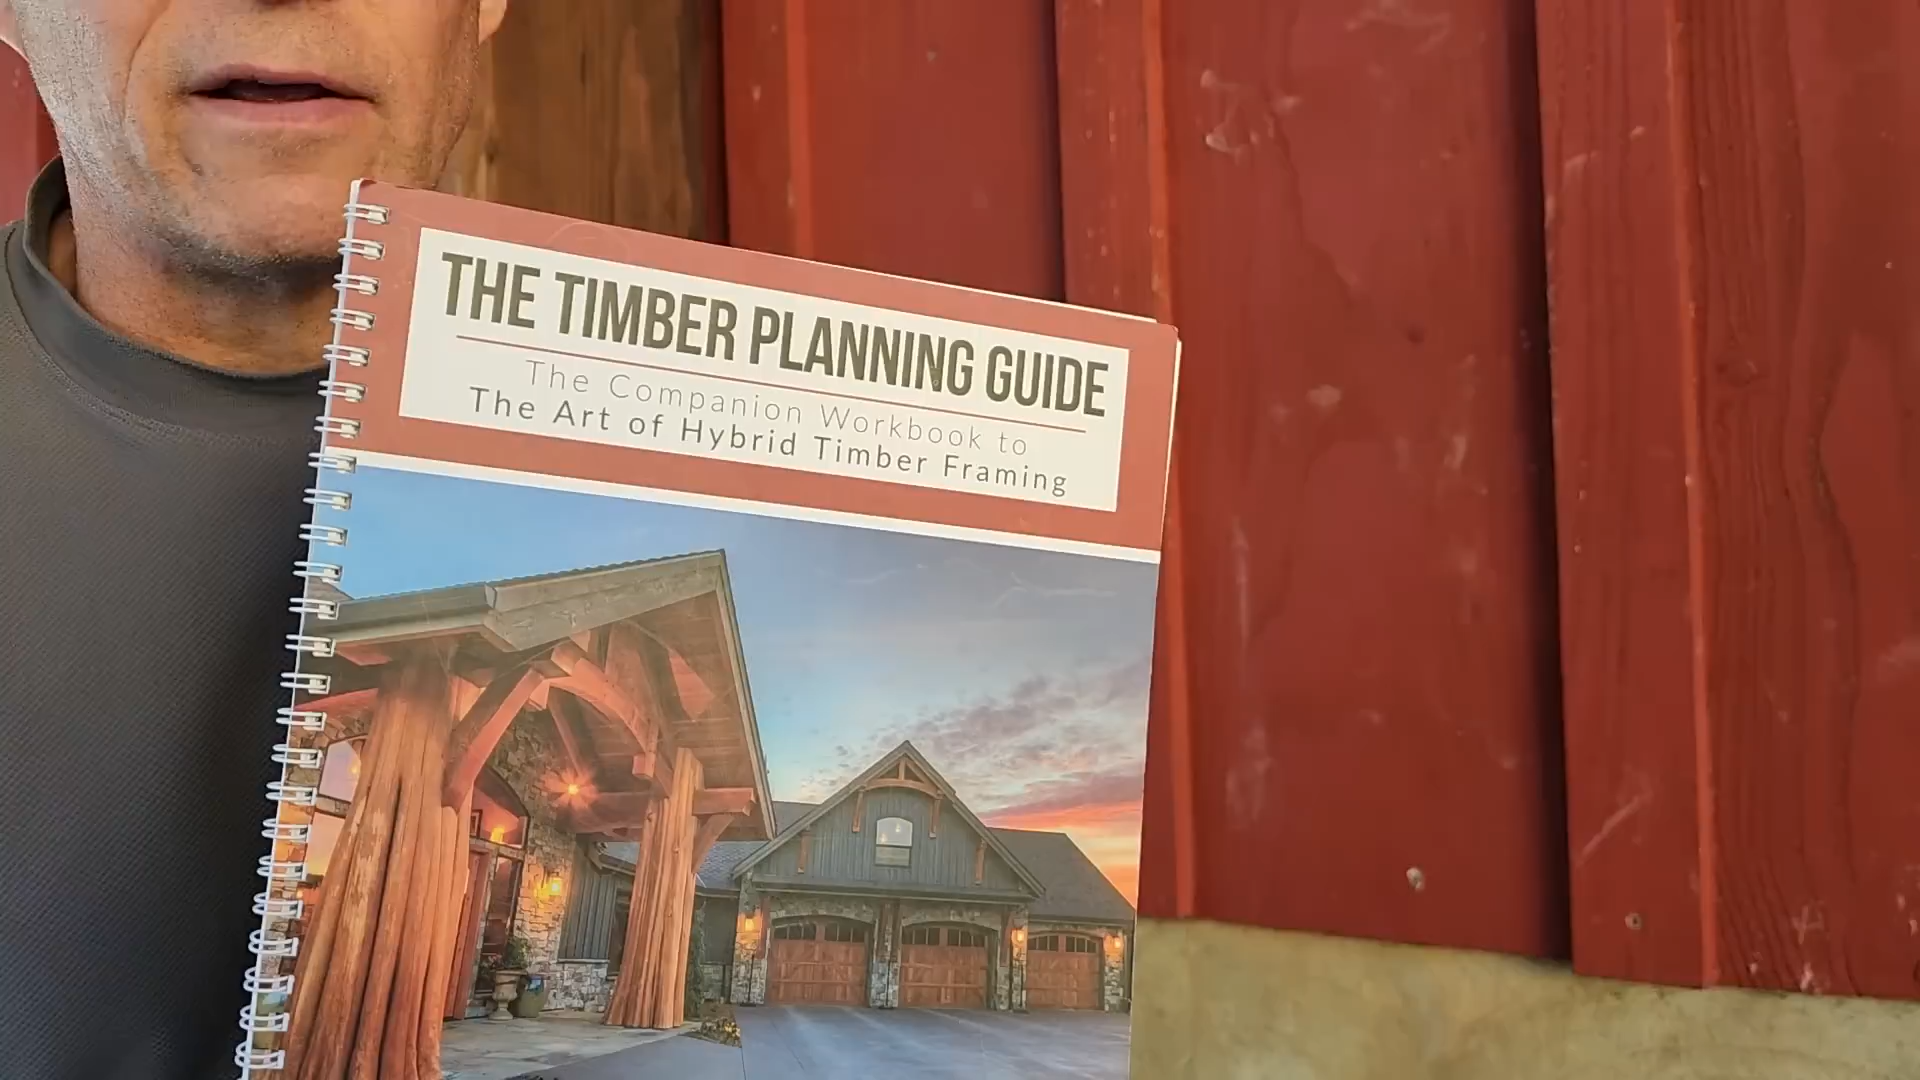 THE TIMBER PLANNING GUIDE
The Companion Workbook to
The Art of Hybrid Timber Framing